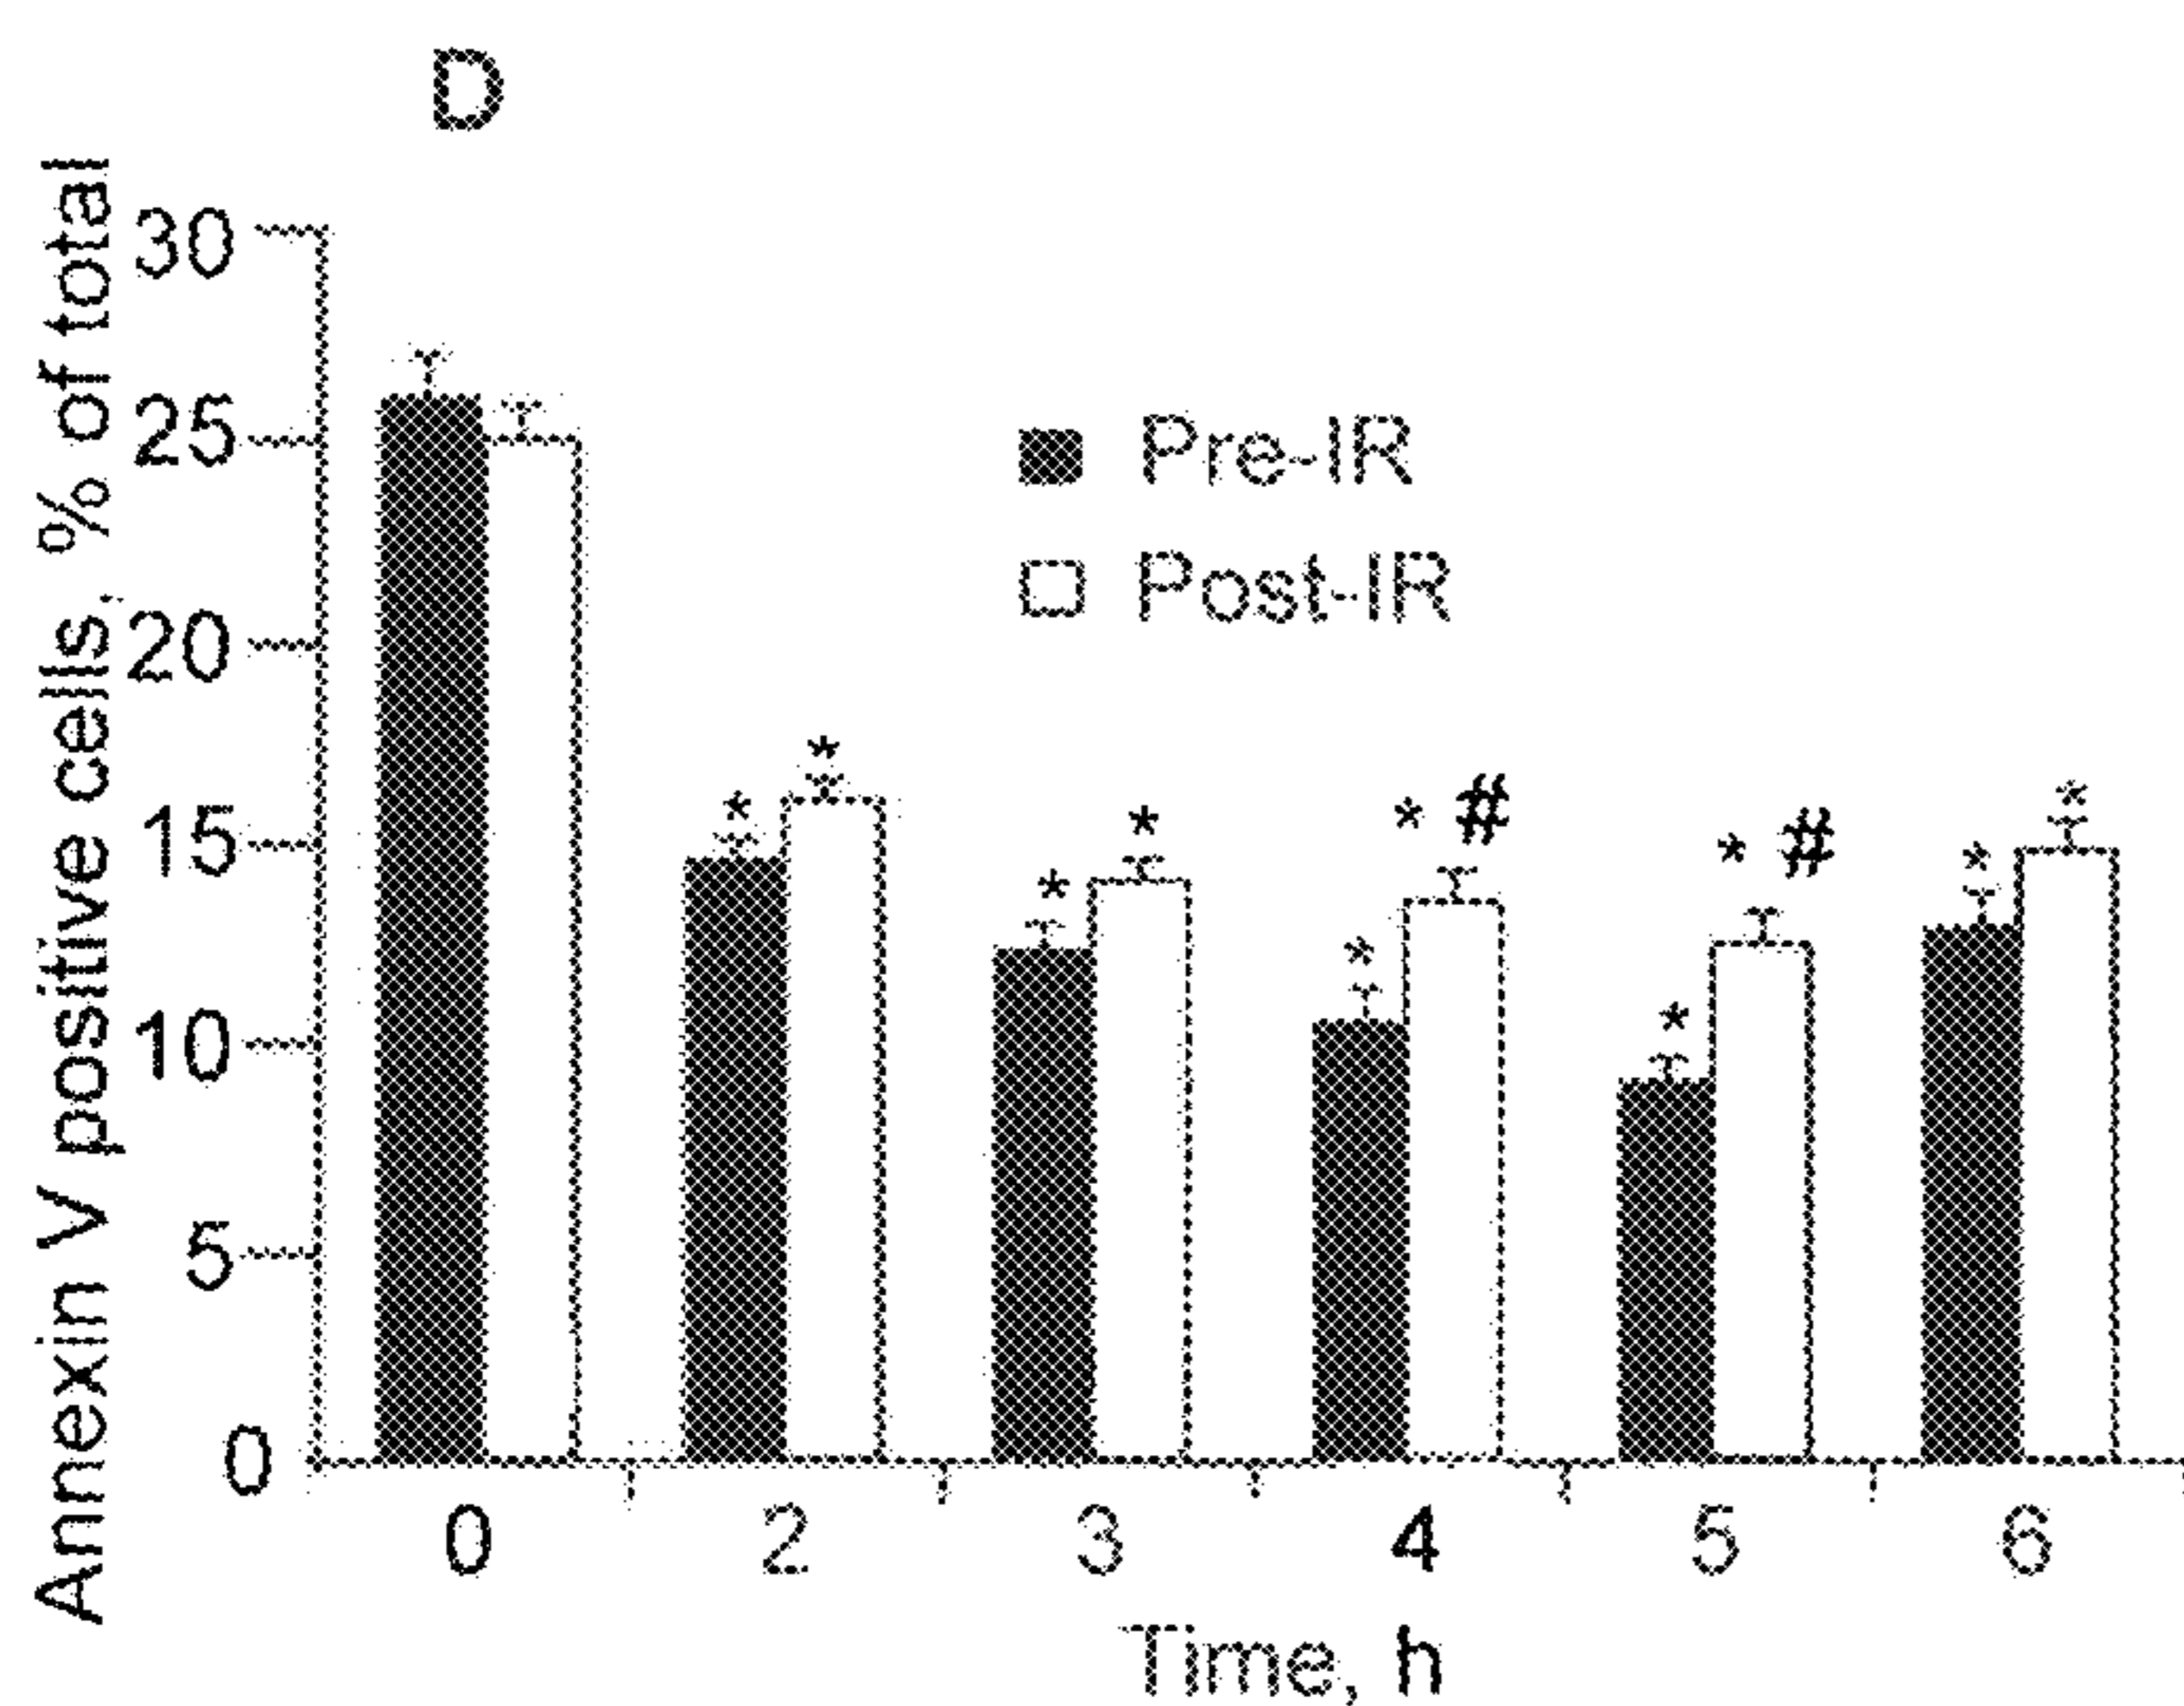 D
Annexin V positive cells, % of total
30
25
20
15
10
5
0
Pre-IR
Post-IR
*
*
*
*
*
* #
*
* #
*
*
0 2 3 4 5 6
Time, h